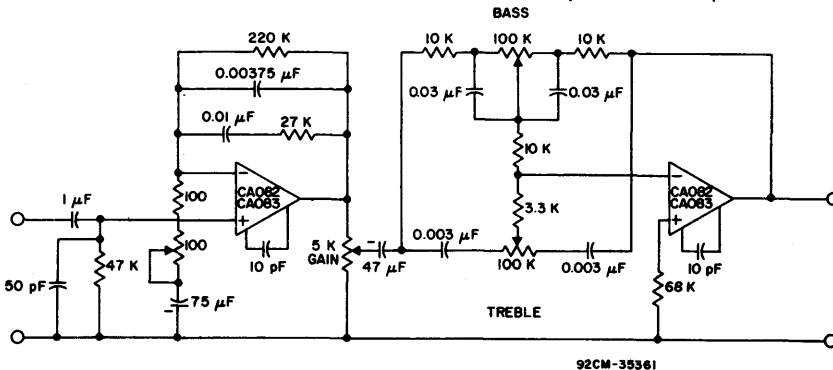 BASS
220 K
10 K
100 K
10 K
0.00375 µF
0.03 µF
0.03 µF
0.01 µF
27 K
10 K
−
CA082
CA083
+
100
1 µF
−
CA082
CA083
+
3.3 K
100
5 K
GAIN
−
47 µF
0.003 µF
100 K
0.003 µF
10 pF
10 pF
50 pF
47 K
−
75 µF
68 K
TREBLE
92CM-35361